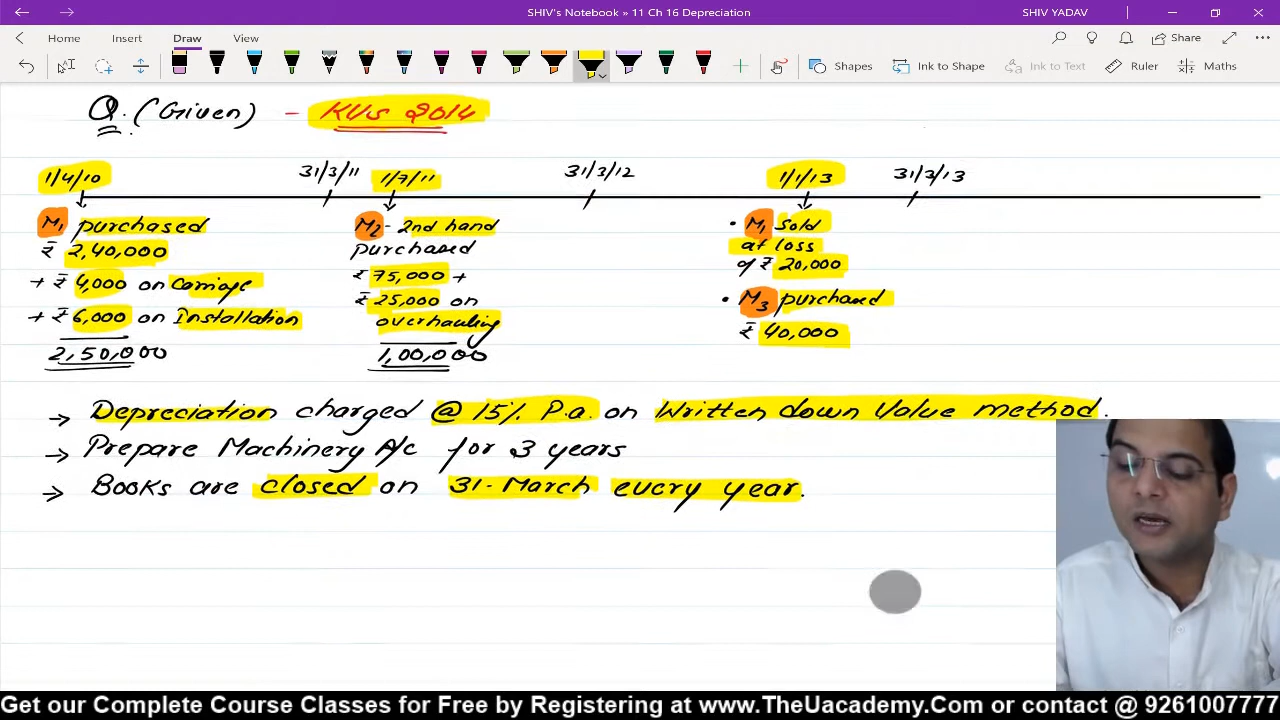 SHIV's Notebook » 11 Ch 16 Depreciation
SHIV YADAV
Home Insert Draw View
Share
Shapes Ink to Shape Ink to Text Ruler Maths
Q. (Given) - KVS 2014
1/4/10 31/3/11 1/7/11 31/3/12 1/1/13 31/3/13
M1 purchased
₹ 2,40,000
+ ₹ 4,000 on Carriage
+ ₹ 6,000 on Installation
2,50,000
M2 - 2nd hand
purchased
₹ 75,000 +
₹ 25,000 on
overhauling
1,00,000
• M1 Sold
at loss
of ₹ 20,000
• M3 purchased
₹ 40,000
→ Depreciation charged @ 15% P.a. on Written down Value method.
→ Prepare Machinery A/c for 3 years
→ Books are closed on 31-March every year.
Get our Complete Course Classes for Free by Registering at www.TheUacademy.Com or contact @ 9261007777